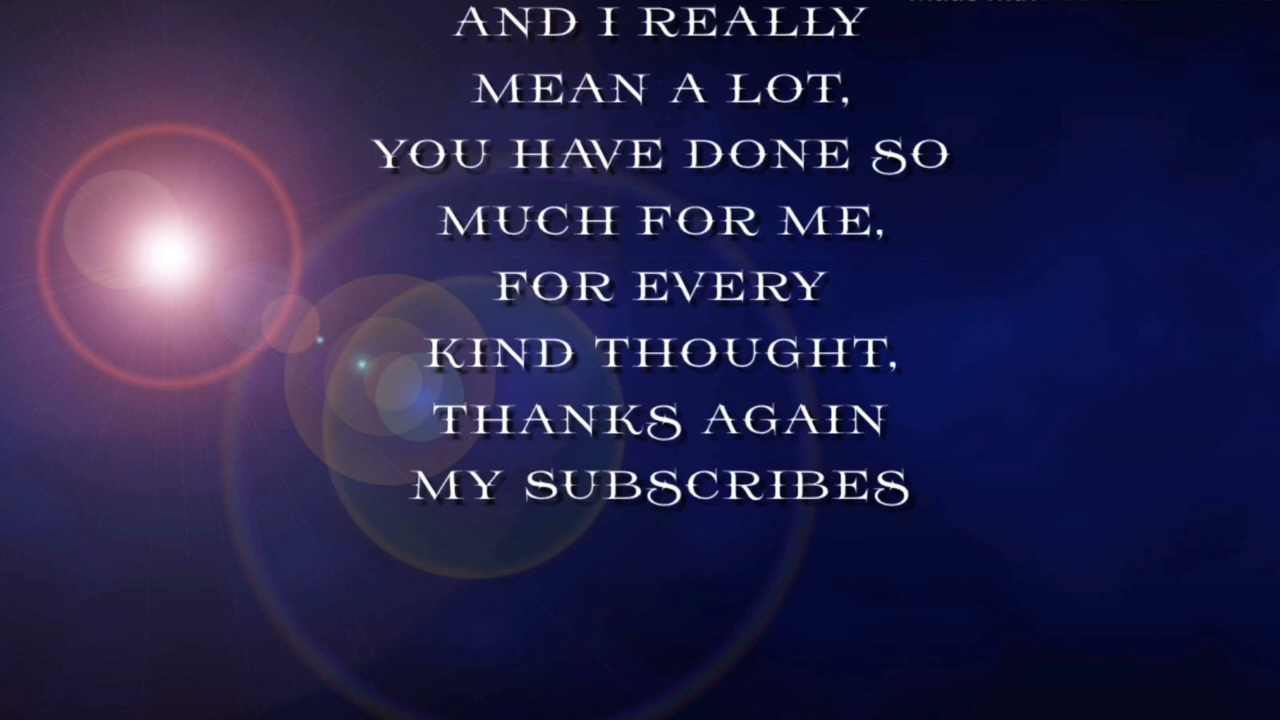 AND I REALLY
MEAN A LOT,
YOU HAVE DONE SO
MUCH FOR ME,
FOR EVERY
KIND THOUGHT,
THANKS AGAIN
MY SUBSCRIBES